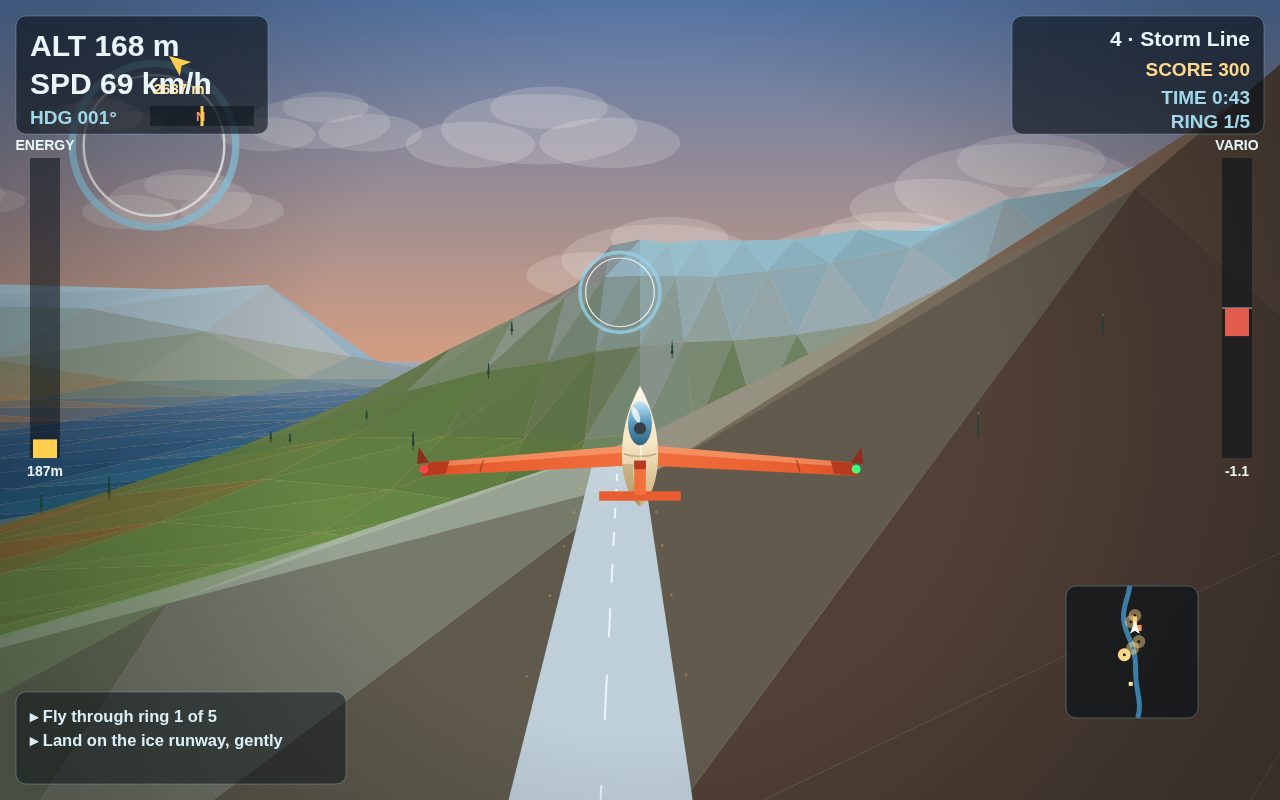 ALT 168 m
SPD 69 km/h
2637 m
HDG 001°
N
ENERGY
187m
4 · Storm Line
SCORE 300
TIME 0:43
RING 1/5
VARIO
-1.1
▸ Fly through ring 1 of 5
▸ Land on the ice runway, gently